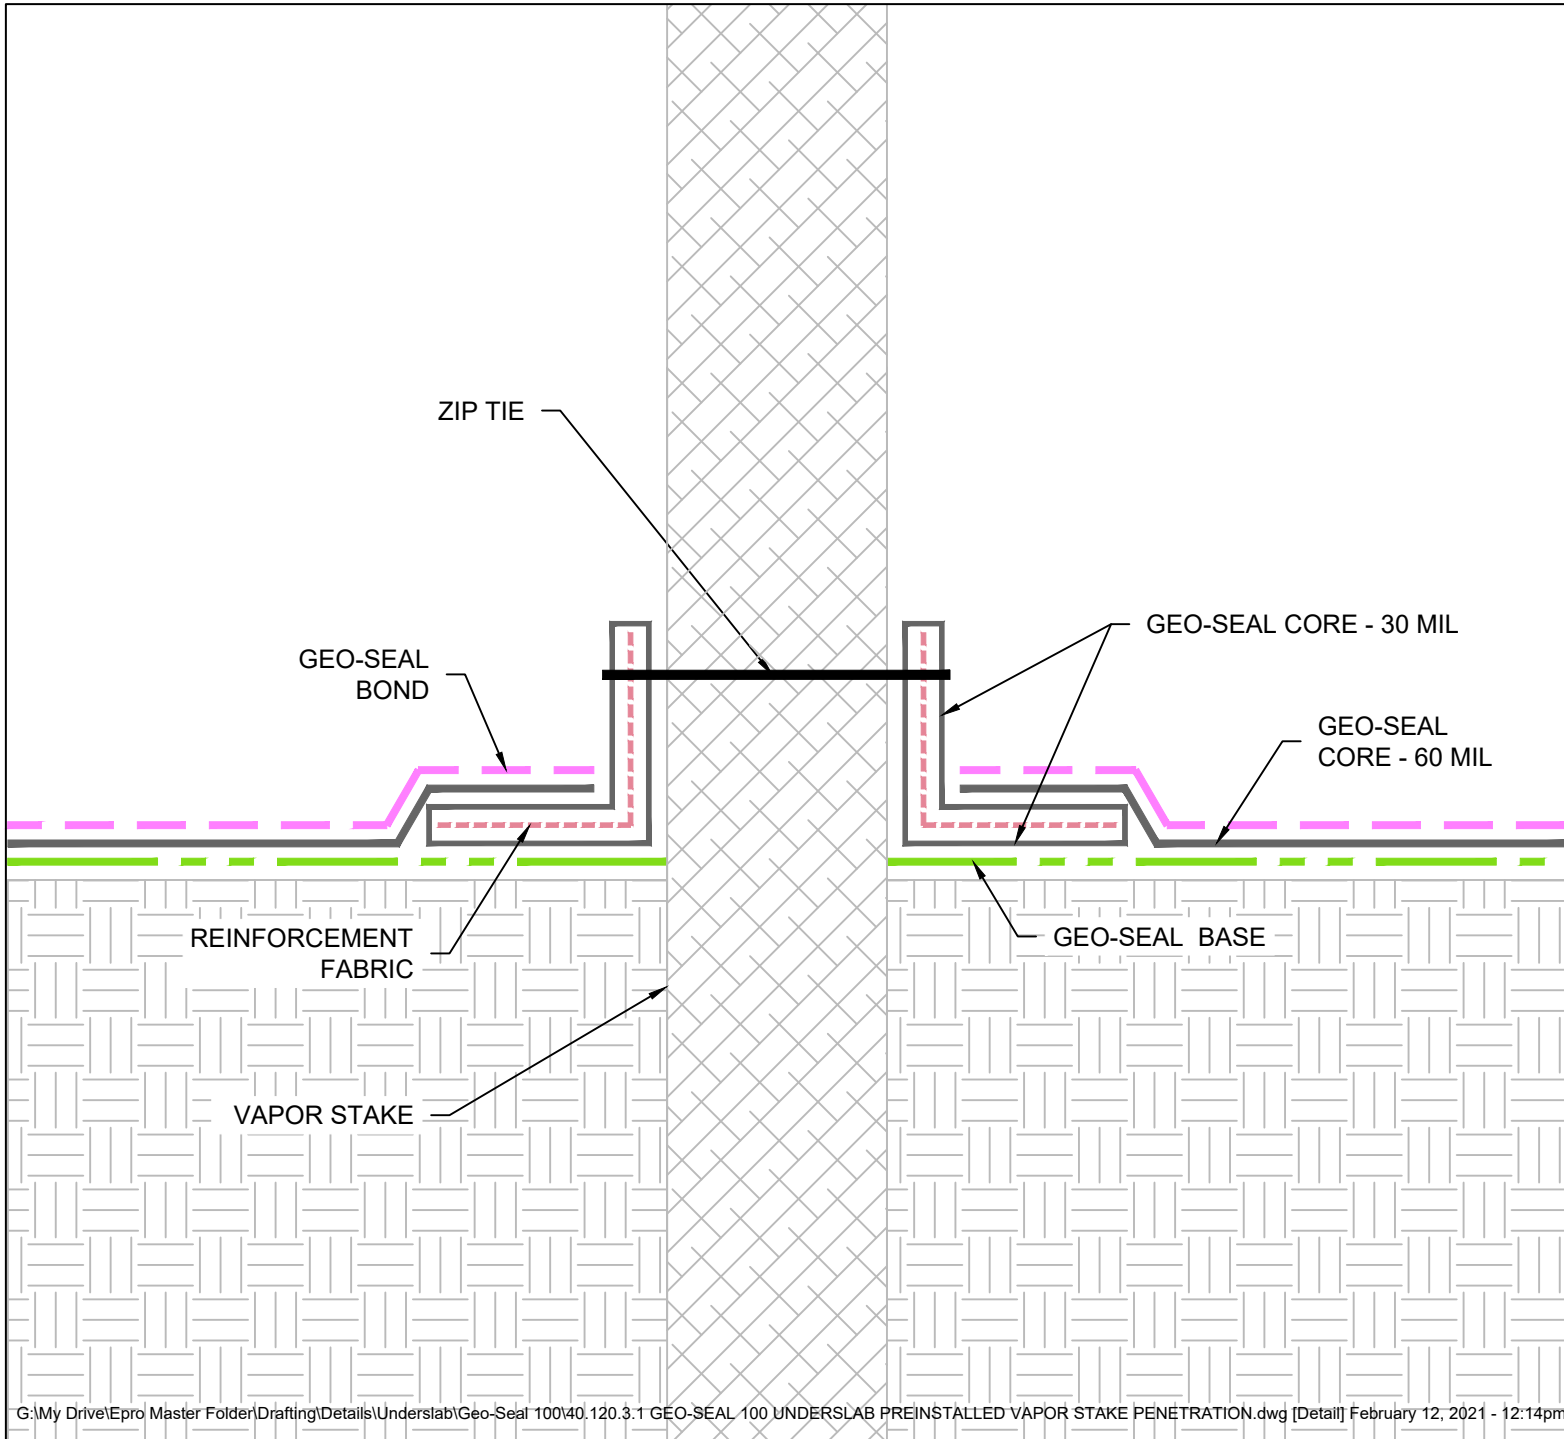 ZIP TIE
GEO-SEAL CORE - 30 MIL
GEO-SEAL
BOND
GEO-SEAL
CORE - 60 MIL
REINFORCEMENT
FABRIC
GEO-SEAL BASE
VAPOR STAKE
G:\My Drive\Epro Master Folder\Drafting\Details\Underslab\Geo-Seal 100\40.120.3.1 GEO-SEAL 100 UNDERSLAB PREINSTALLED VAPOR STAKE PENETRATION.dwg [Detail] February 12, 2021 - 12:14pm